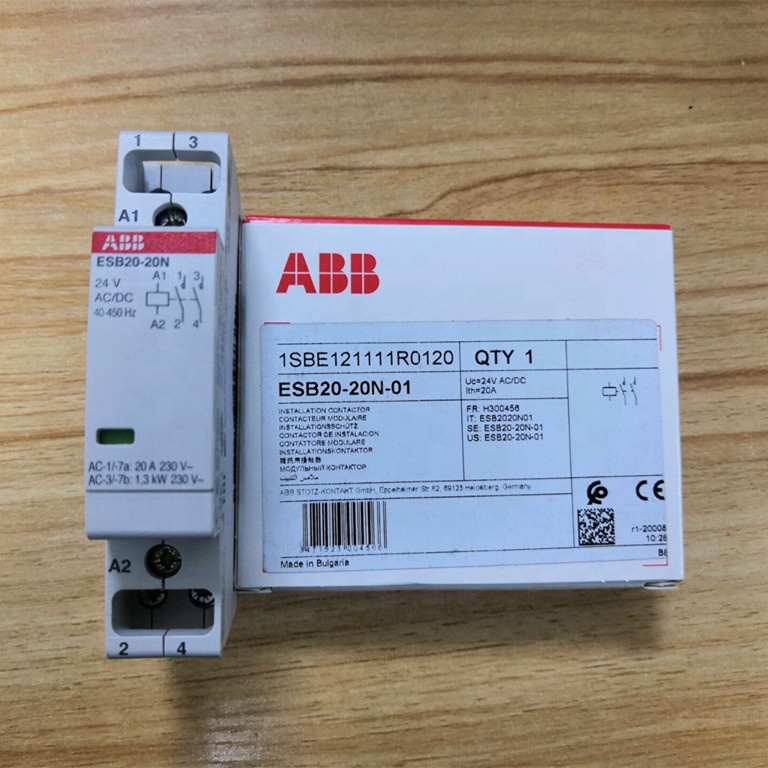 1 3
A1
ABB
ESB20-20N
24 V
AC/DC
40-450 Hz
A1 1 3
A2 2 4
AC-1/-7a: 20 A 230 V~
AC-3/-7b: 1,3 kW 230 V~
A2
2 4
ABB
1SBE121111R0120
QTY 1
ESB20-20N-01
Uc=24V AC/DC
Ith=20A
INSTALLATION CONTACTOR
CONTACTEUR MODULAIRE
INSTALLATIONSSCHÜTZ
CONTACTOR DE INSTALACION
CONTATTORE MODULARE
INSTALLATIONSKONTAKTOR
МОДУЛЬНЫЙ КОНТАКТОР
FR: H300456
IT: ESB2020N01
SE: ESB20-20N-01
US: ESB20-20N-01
ABB STOTZ-KONTAKT GmbH, Eppelheimer Str 82, 69123 Heidelberg, Germany
CE
Made in Bulgaria